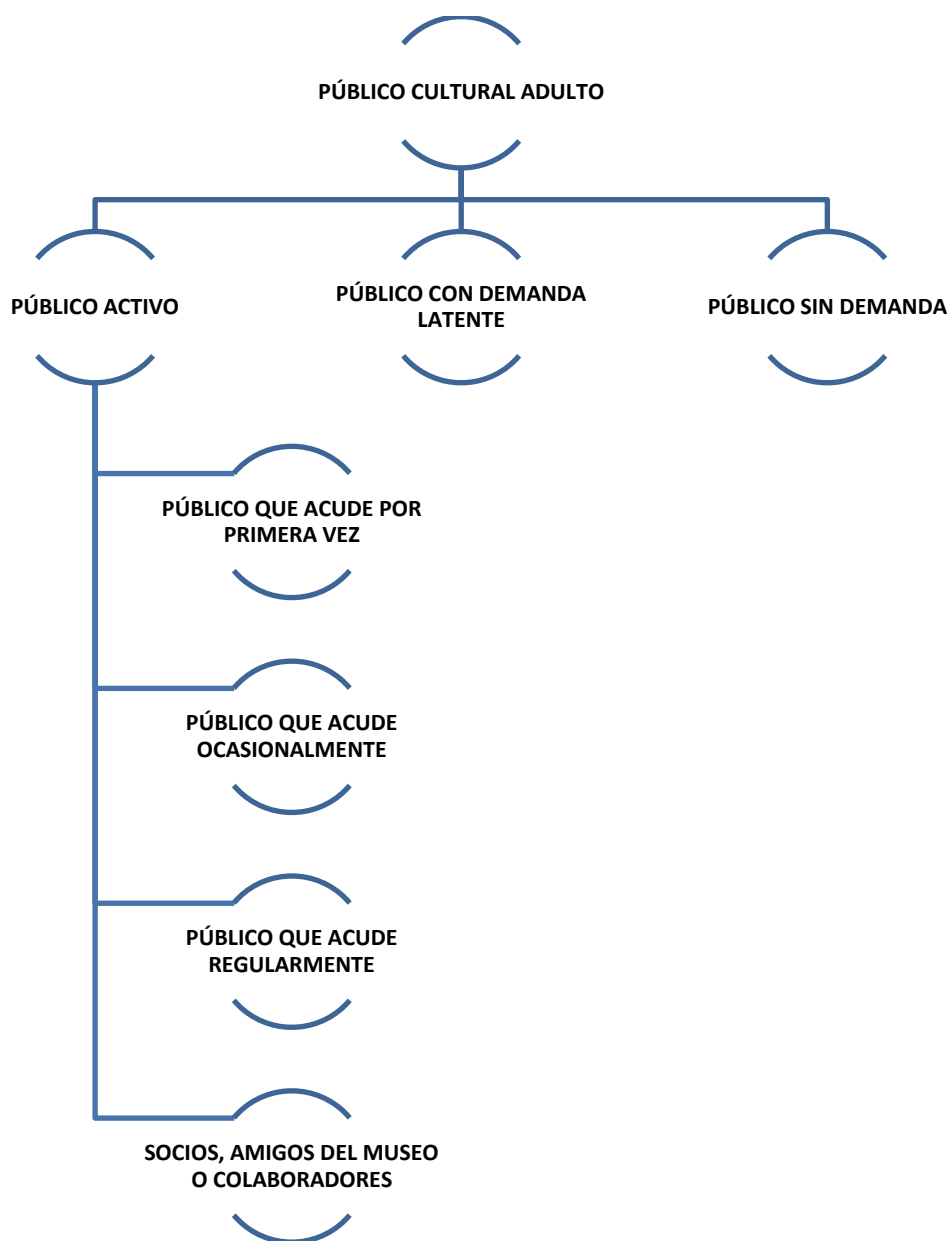 PÚBLICO CULTURAL ADULTO
PÚBLICO ACTIVO
PÚBLICO CON DEMANDA
LATENTE
PÚBLICO SIN DEMANDA
PÚBLICO QUE ACUDE POR
PRIMERA VEZ
PÚBLICO QUE ACUDE
OCASIONALMENTE
PÚBLICO QUE ACUDE
REGULARMENTE
SOCIOS, AMIGOS DEL MUSEO
O COLABORADORES